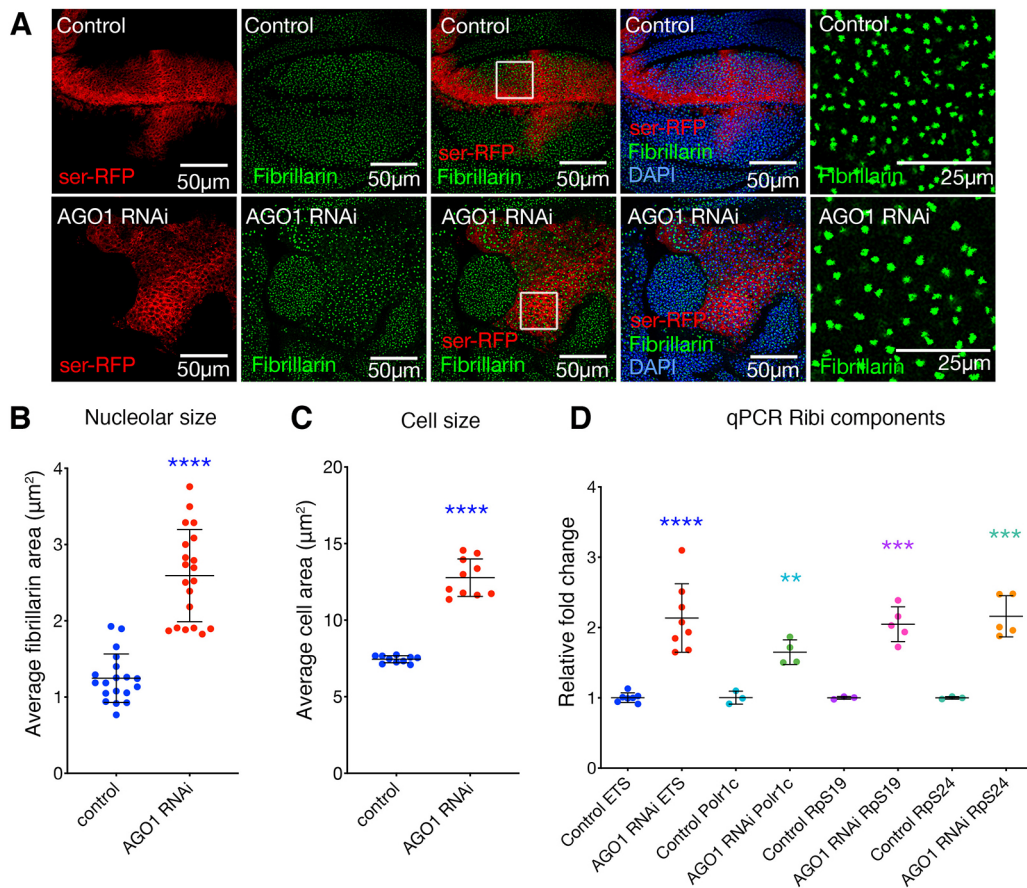 A
Control
ser-RFP
50µm
Control
Fibrillarin
50µm
Control
ser-RFP
Fibrillarin
50µm
Control
ser-RFP
Fibrillarin
DAPI
50µm
Control
Fibrillarin
25µm
AGO1 RNAi
ser-RFP
50µm
AGO1 RNAi
Fibrillarin
50µm
AGO1 RNAi
ser-RFP
Fibrillarin
50µm
AGO1 RNAi
ser-RFP
Fibrillarin
DAPI
50µm
AGO1 RNAi
Fibrillarin
25µm
B
Nucleolar size
Average fibrillarin area (µm²)
4
3
2
1
0
****
control
AGO1 RNAi
C
Cell size
Average cell area (µm²)
20
15
10
5
0
****
control
AGO1 RNAi
D
qPCR Ribi components
Relative fold change
4
3
2
1
0
****
**
***
***
Control ETS
AGO1 RNAi ETS
Control Polr1c
AGO1 RNAi Polr1c
Control RpS19
AGO1 RNAi RpS19
Control RpS24
AGO1 RNAi RpS24